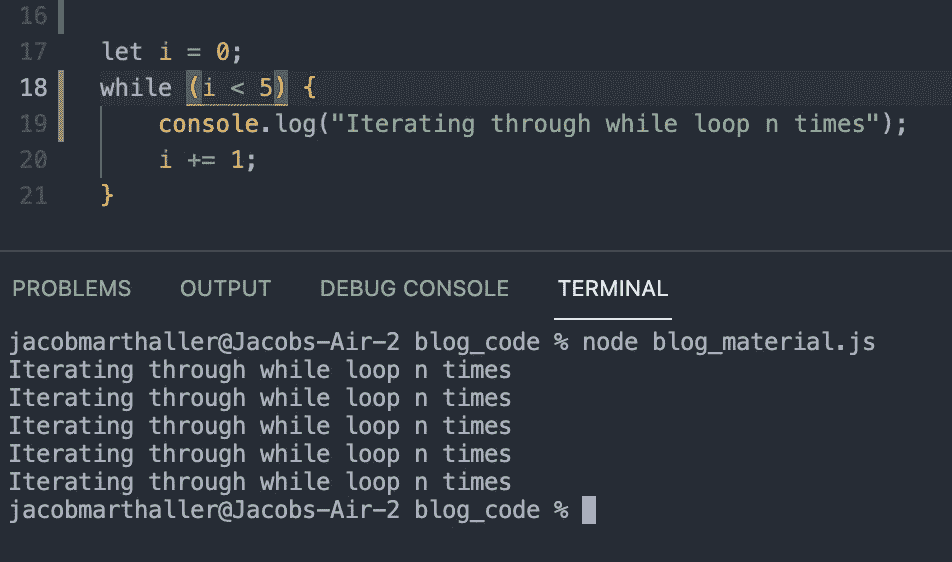 16
17 let i = 0;
18 while (i < 5) {
19 console.log("Iterating through while loop n times");
20 i += 1;
21 }
PROBLEMS OUTPUT DEBUG CONSOLE TERMINAL
jacobmarthaller@Jacobs-Air-2 blog_code % node blog_material.js
Iterating through while loop n times
Iterating through while loop n times
Iterating through while loop n times
Iterating through while loop n times
Iterating through while loop n times
jacobmarthaller@Jacobs-Air-2 blog_code %